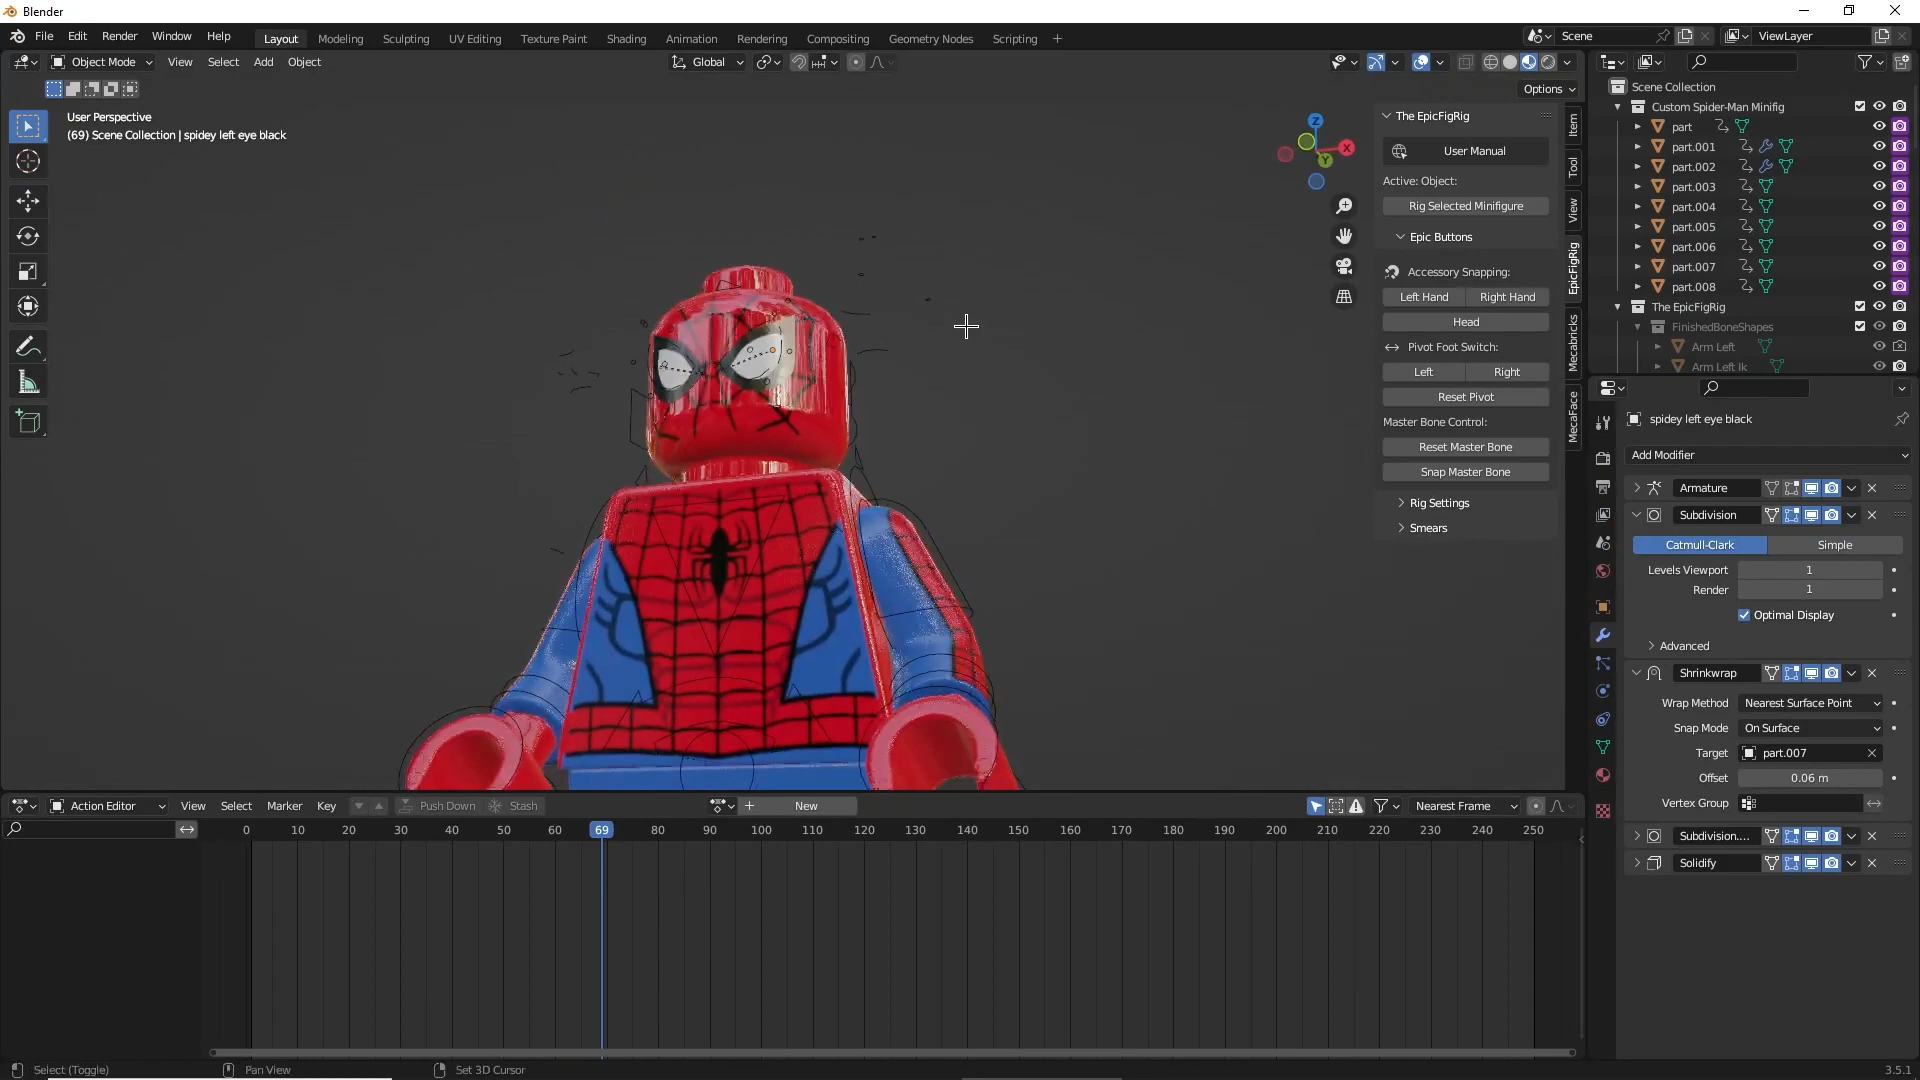 Blender
File Edit Render Window Help
Layout Modeling Sculpting UV Editing Texture Paint Shading Animation Rendering Compositing Geometry Nodes Scripting +
Scene
ViewLayer
Object Mode View Select Add Object
Global
Options
User Perspective
(69) Scene Collection | spidey left eye black
Z
X
Y
The EpicFigRig
User Manual
Active: Object:
Rig Selected Minifigure
Epic Buttons
Accessory Snapping:
Left Hand Right Hand
Head
Pivot Foot Switch:
Left Right
Reset Pivot
Master Bone Control:
Reset Master Bone
Snap Master Bone
Rig Settings
Smears
Item
Tool
View
EpicFigRig
Mecabricks
MecaFace
Scene Collection
Custom Spider-Man Minifig
part
part.001
part.002
part.003
part.004
part.005
part.006
part.007
part.008
The EpicFigRig
FinishedBoneShapes
Arm Left
Arm Left Ik
spidey left eye black
Add Modifier
Armature
Subdivision
Catmull-Clark Simple
Levels Viewport 1
Render 1
Optimal Display
Advanced
Shrinkwrap
Wrap Method Nearest Surface Point
Snap Mode On Surface
Target part.007
Offset 0.06 m
Vertex Group
Subdivision....
Solidify
Action Editor View Select Marker Key Push Down Stash + New Nearest Frame
0 10 20 30 40 50 60 69 80 90 100 110 120 130 140 150 160 170 180 190 200 210 220 230 240 250
Select (Toggle) Pan View Set 3D Cursor 3.5.1